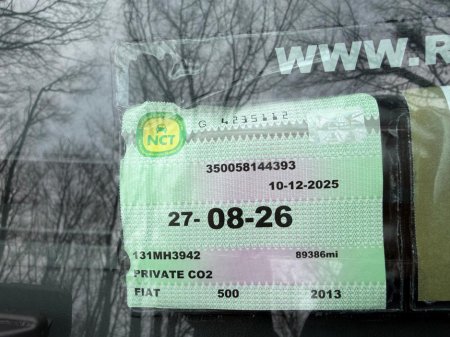 WWW.R
NCT
G 4235112
350058144393
10-12-2025
27-08-26
131MH3942 89386mi
PRIVATE CO2
FIAT 500 2013